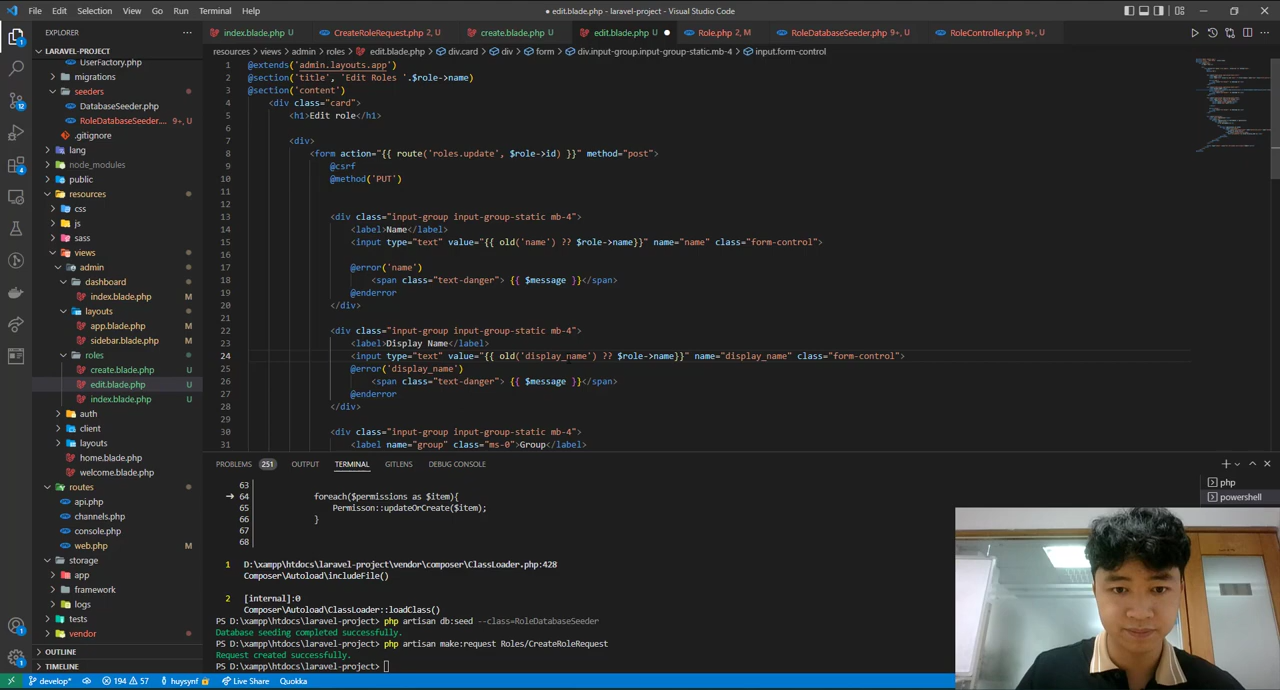 File Edit Selection View Go Run Terminal Help
● edit.blade.php - laravel-project - Visual Studio Code
EXPLORER
index.blade.php U
CreateRoleRequest.php 2, U
create.blade.php U
edit.blade.php ●
Role.php 2, M
RoleDatabaseSeeder.php 9+, U
RoleController.php 9+, U
resources > views > admin > roles > edit.blade.php > div.card > div > form > div.input-group.input-group-static.mb-4 > input.form-control
LARAVEL-PROJECT
UserFactory.php
migrations
seeders
DatabaseSeeder.php
RoleDatabaseSeeder.... 9+, U
.gitignore
lang
node_modules
public
resources
css
js
sass
views
admin
dashboard
index.blade.php M
layouts
app.blade.php M
sidebar.blade.php M
roles
create.blade.php U
edit.blade.php U
index.blade.php U
auth
client
layouts
home.blade.php
welcome.blade.php
routes
api.php
channels.php
console.php
web.php M
storage
app
framework
logs
tests
vendor
OUTLINE
TIMELINE
12
4
1
1
1 @extends('admin.layouts.app')
2 @section('title', 'Edit Roles '.$role->name)
3 @section('content')
4 <div class="card">
5 <h1>Edit role</h1>
6
7 <div>
8 <form action="{{ route('roles.update', $role->id) }}" method="post">
9 @csrf
10 @method('PUT')
11
12
13 <div class="input-group input-group-static mb-4">
14 <label>Name</label>
15 <input type="text" value="{{ old('name') ?? $role->name}}" name="name" class="form-control">
16
17 @error('name')
18 <span class="text-danger"> {{ $message }}</span>
19 @enderror
20 </div>
21
22 <div class="input-group input-group-static mb-4">
23 <label>Display Name</label>
24 <input type="text" value="{{ old('display_name') ?? $role->name}}" name="display_name" class="form-control">
25 @error('display_name')
26 <span class="text-danger"> {{ $message }}</span>
27 @enderror
28 </div>
29
30 <div class="input-group input-group-static mb-4">
31 <label name="group" class="ms-0">Group</label>
PROBLEMS 251 OUTPUT TERMINAL GITLENS DEBUG CONSOLE
php
powershell
63
→ 64 foreach($permissions as $item){
65 Permisson::updateOrCreate($item);
66 }
67
68
1 D:\xampp\htdocs\laravel-project\vendor\composer\ClassLoader.php:428
Composer\Autoload\includeFile()
2 [internal]:0
Composer\Autoload\ClassLoader::loadClass()
PS D:\xampp\htdocs\laravel-project> php artisan db:seed --class=RoleDatabaseSeeder
Database seeding completed successfully.
PS D:\xampp\htdocs\laravel-project> php artisan make:request Roles/CreateRoleRequest
Request created successfully.
PS D:\xampp\htdocs\laravel-project>
develop* 194 57 huysynf Live Share Quokka